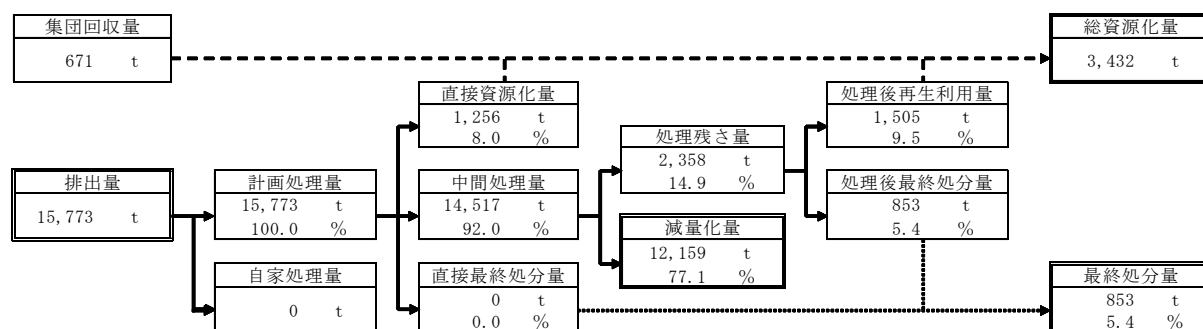 集団回収量
671 t
総資源化量
3,432 t
直接資源化量
1,256 t
8.0 %
処理後再生利用量
1,505 t
9.5 %
処理残さ量
2,358 t
14.9 %
排出量
15,773 t
計画処理量
15,773 t
100.0 %
中間処理量
14,517 t
92.0 %
処理後最終処分量
853 t
5.4 %
減量化量
12,159 t
77.1 %
自家処理量
0 t
直接最終処分量
0 t
0.0 %
最終処分量
853 t
5.4 %